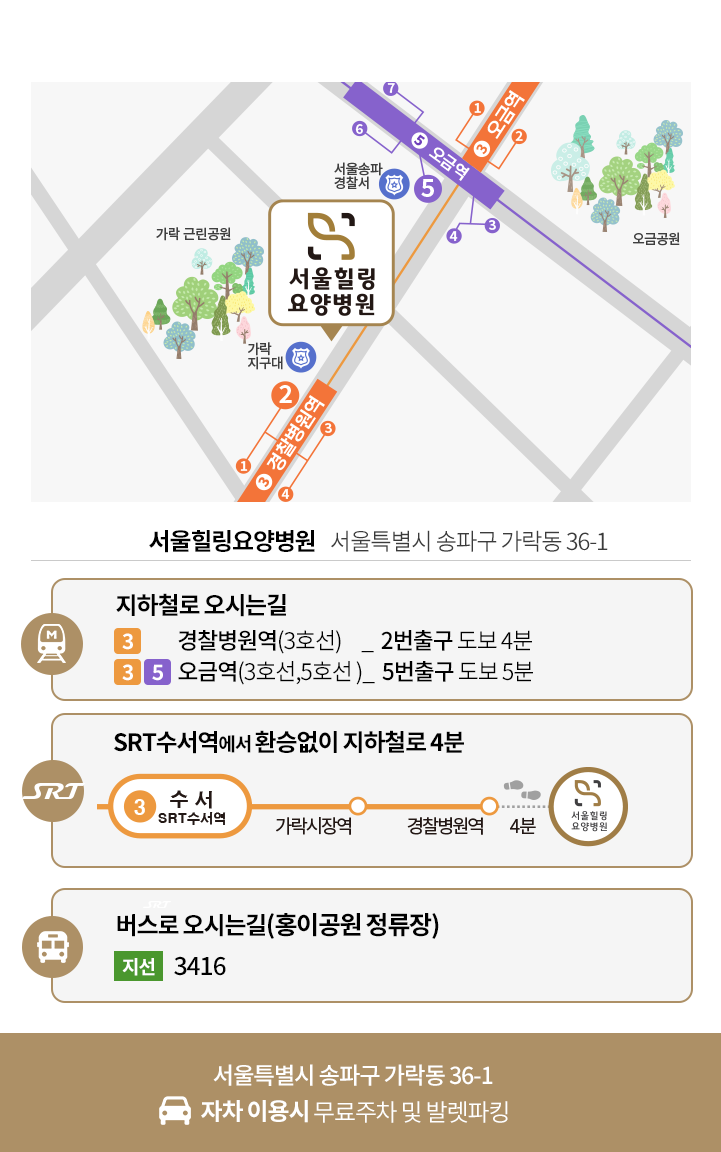 7
1
3 오금역
6
5 오금역
2
서울송파
경찰서
5
3
4
가락 근린공원
오금공원
서울힐링
요양병원
가락
지구대
2
3 경찰병원역
3
1
4
서울힐링요양병원 서울특별시 송파구 가락동 36-1
지하철로 오시는길
M
3 경찰병원역(3호선) _ 2번출구 도보 4분
3 5 오금역(3호선,5호선 )_ 5번출구 도보 5분
SRT수서역에서 환승없이 지하철로 4분
SRT
3 수 서
SRT수서역
가락시장역
경찰병원역
4분
서울힐링
요양병원
SRT
버스로 오시는길(홍이공원 정류장)
지선 3416
서울특별시 송파구 가락동 36-1
자차 이용시 무료주차 및 발렛파킹